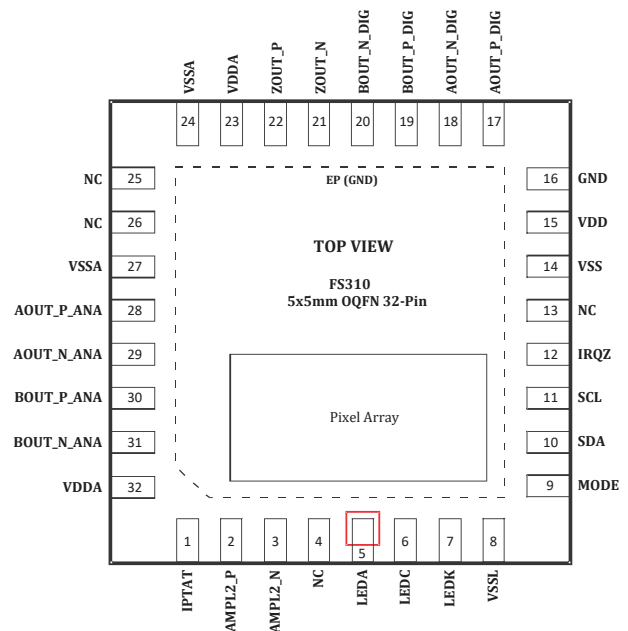 VSSA
VDDA
ZOUT_P
ZOUT_N
BOUT_N_DIG
BOUT_P_DIG
AOUT_N_DIG
AOUT_P_DIG
24
23
22
21
20
19
18
17
NC 25
EP (GND)
16 GND
NC 26
15 VDD
TOP VIEW
VSSA 27
14 VSS
FS310
5x5mm OQFN 32-Pin
AOUT_P_ANA 28
13 NC
AOUT_N_ANA 29
12 IRQZ
BOUT_P_ANA 30
11 SCL
Pixel Array
BOUT_N_ANA 31
10 SDA
VDDA 32
9 MODE
1
2
3
4
5
6
7
8
IPTAT
AMPL2_P
AMPL2_N
NC
LEDA
LEDC
LEDK
VSSL